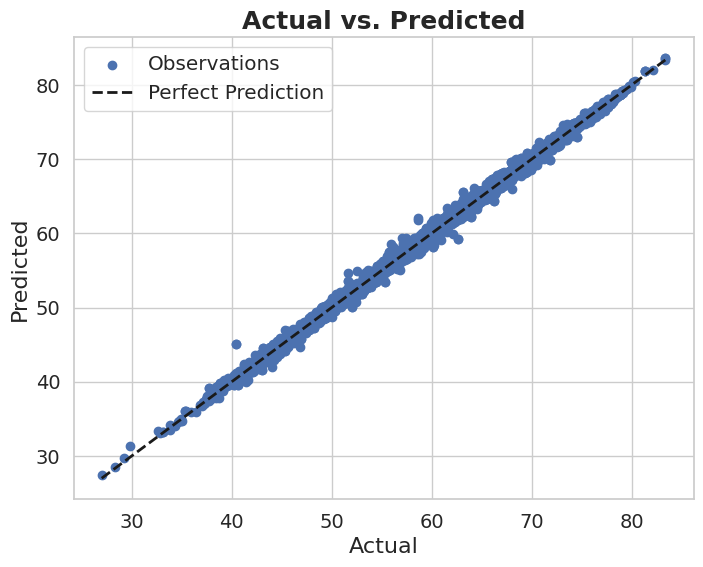 Actual vs. Predicted
Observations
Perfect Prediction
80
70
60
50
40
30
Predicted
30 40 50 60 70 80
Actual